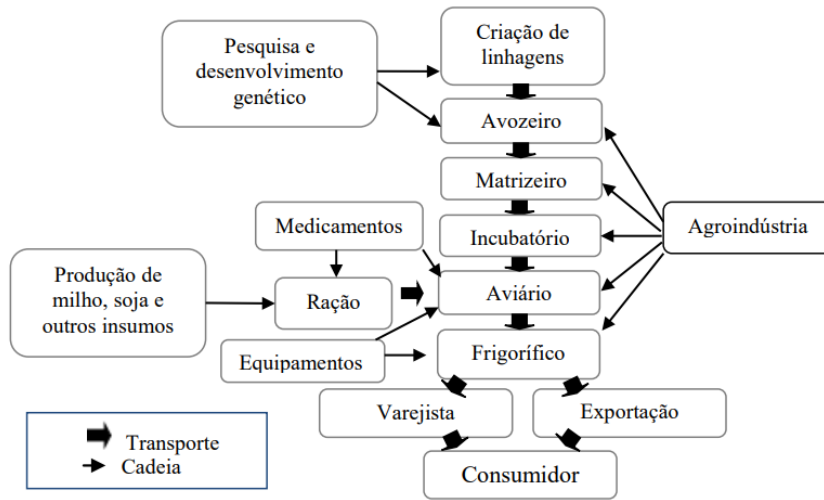 Pesquisa e
desenvolvimento
genético
Criação de
linhagens
Avozeiro
Matrizeiro
Medicamentos
Incubatório
Agroindústria
Produção de
milho, soja e
outros insumos
Ração
Aviário
Equipamentos
Frigorífico
Varejista
Exportação
Transporte
Cadeia
Consumidor